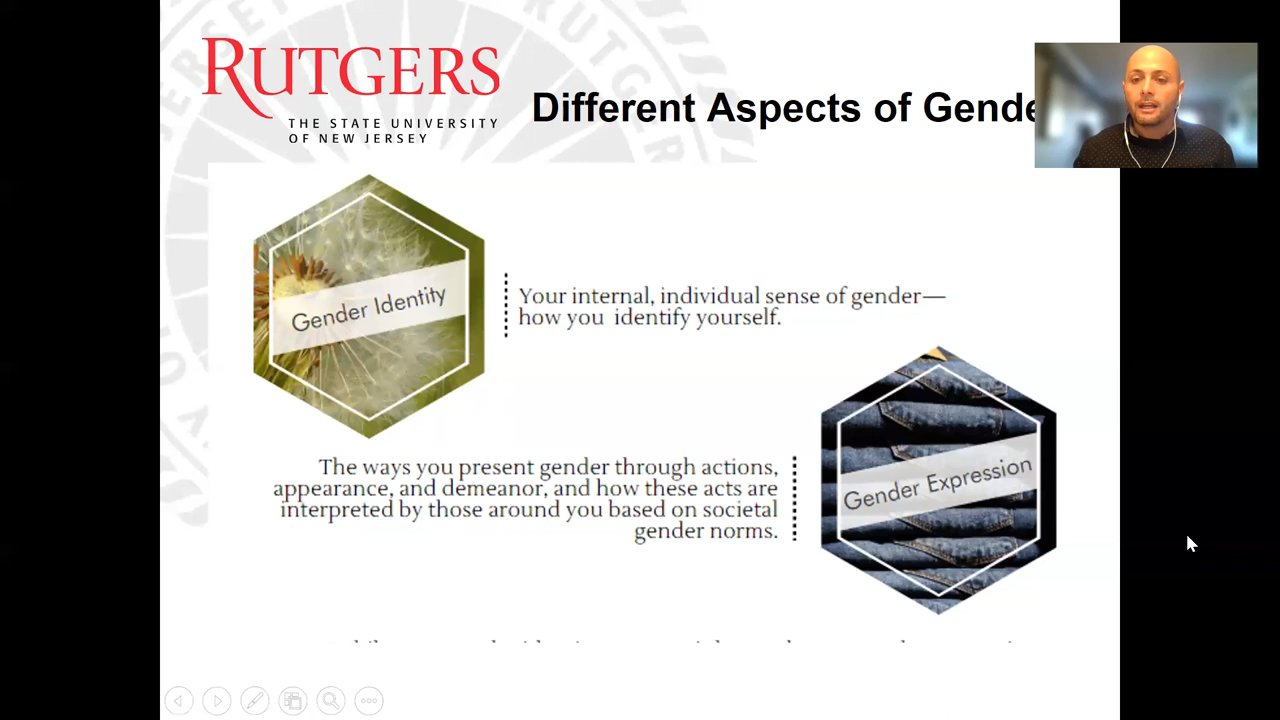 RUTGERS
THE STATE UNIVERSITY
OF NEW JERSEY
Different Aspects of Gende
Gender Identity
Your internal, individual sense of gender—
how you identify yourself.
The ways you present gender through actions,
appearance, and demeanor, and how these acts are
interpreted by those around you based on societal
gender norms.
Gender Expression